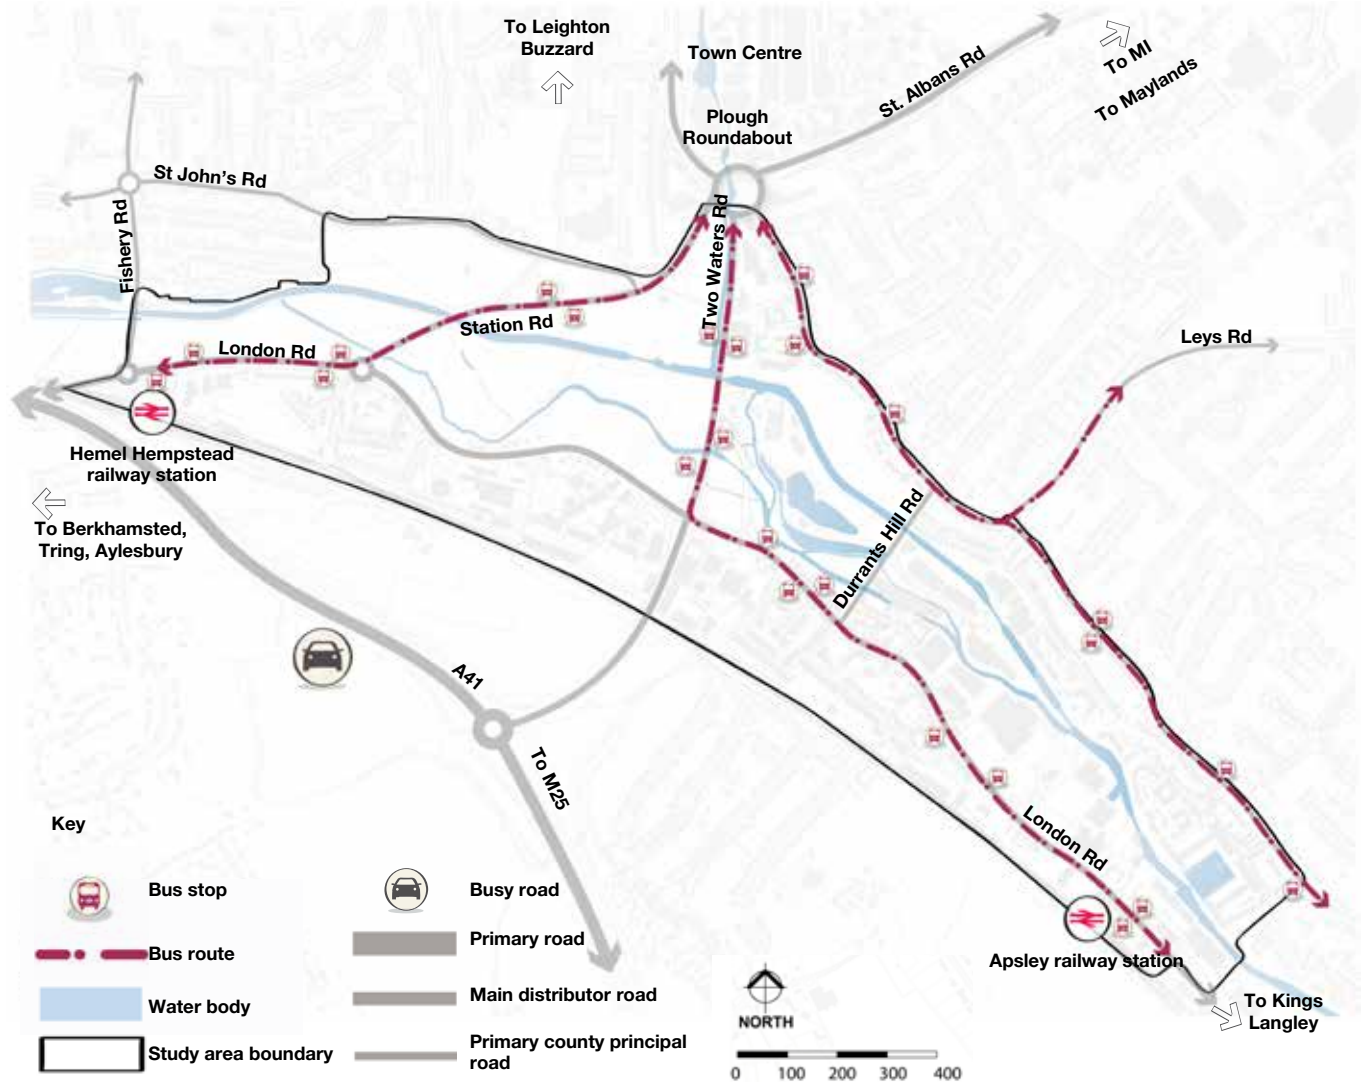 To Leighton
Buzzard
Town Centre
St. Albans Rd
To MI
To Maylands
Plough
Roundabout
St John's Rd
Fishery Rd
Two Waters Rd
Station Rd
London Rd
Leys Rd
Hemel Hempstead
railway station
To Berkhamsted,
Tring, Aylesbury
Durrants Hill Rd
A41
To M25
London Rd
Apsley railway station
To Kings
Langley
Key
Bus stop
Bus route
Water body
Study area boundary
Busy road
Primary road
Main distributor road
Primary county principal
road
NORTH
0 100 200 300 400